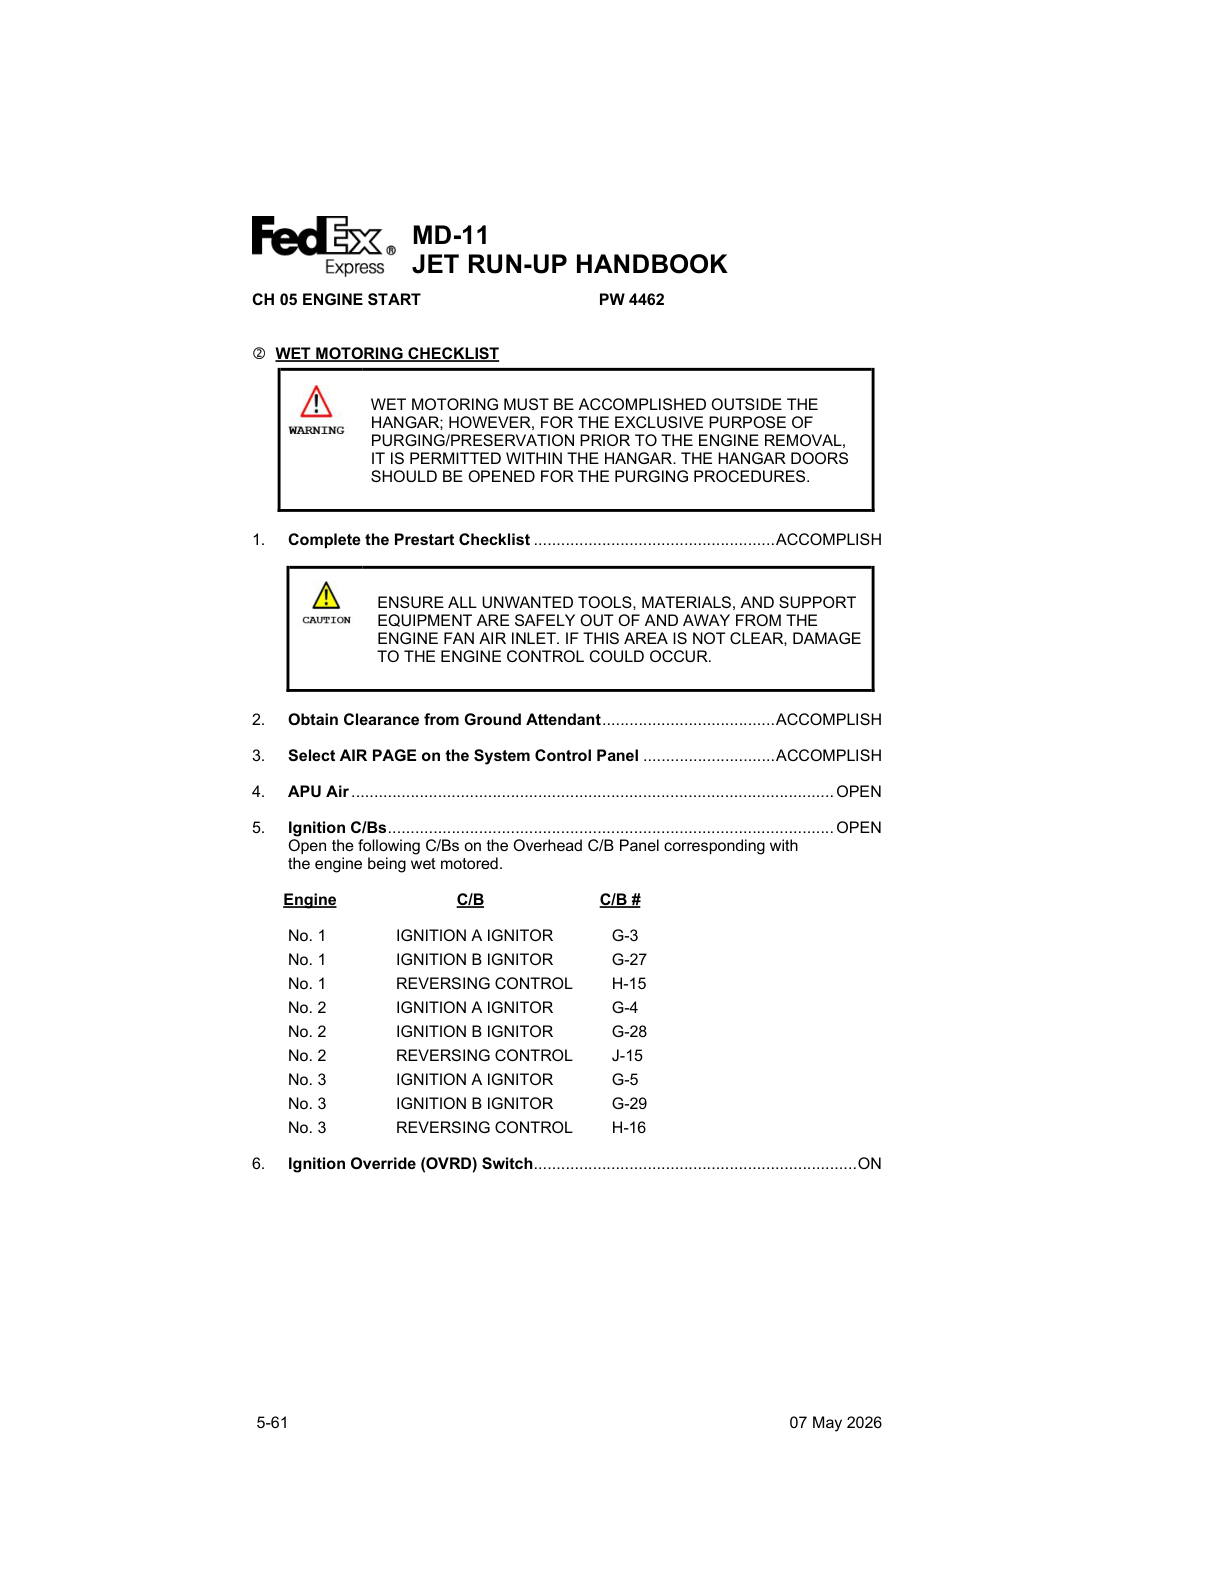 FedEx® MD-11
Express JET RUN-UP HANDBOOK
CH 05 ENGINE START PW 4462
② WET MOTORING CHECKLIST
WARNING
WET MOTORING MUST BE ACCOMPLISHED OUTSIDE THE
HANGAR; HOWEVER, FOR THE EXCLUSIVE PURPOSE OF
PURGING/PRESERVATION PRIOR TO THE ENGINE REMOVAL,
IT IS PERMITTED WITHIN THE HANGAR. THE HANGAR DOORS
SHOULD BE OPENED FOR THE PURGING PROCEDURES.
1. Complete the Prestart Checklist .....................................................ACCOMPLISH
CAUTION
ENSURE ALL UNWANTED TOOLS, MATERIALS, AND SUPPORT
EQUIPMENT ARE SAFELY OUT OF AND AWAY FROM THE
ENGINE FAN AIR INLET. IF THIS AREA IS NOT CLEAR, DAMAGE
TO THE ENGINE CONTROL COULD OCCUR.
2. Obtain Clearance from Ground Attendant......................................ACCOMPLISH
3. Select AIR PAGE on the System Control Panel .............................ACCOMPLISH
4. APU Air .......................................................................................................... OPEN
5. Ignition C/Bs.................................................................................................. OPEN
Open the following C/Bs on the Overhead C/B Panel corresponding with
the engine being wet motored.
Engine C/B C/B #
No. 1 IGNITION A IGNITOR G-3
No. 1 IGNITION B IGNITOR G-27
No. 1 REVERSING CONTROL H-15
No. 2 IGNITION A IGNITOR G-4
No. 2 IGNITION B IGNITOR G-28
No. 2 REVERSING CONTROL J-15
No. 3 IGNITION A IGNITOR G-5
No. 3 IGNITION B IGNITOR G-29
No. 3 REVERSING CONTROL H-16
6. Ignition Override (OVRD) Switch.......................................................................ON
5-61 07 May 2026